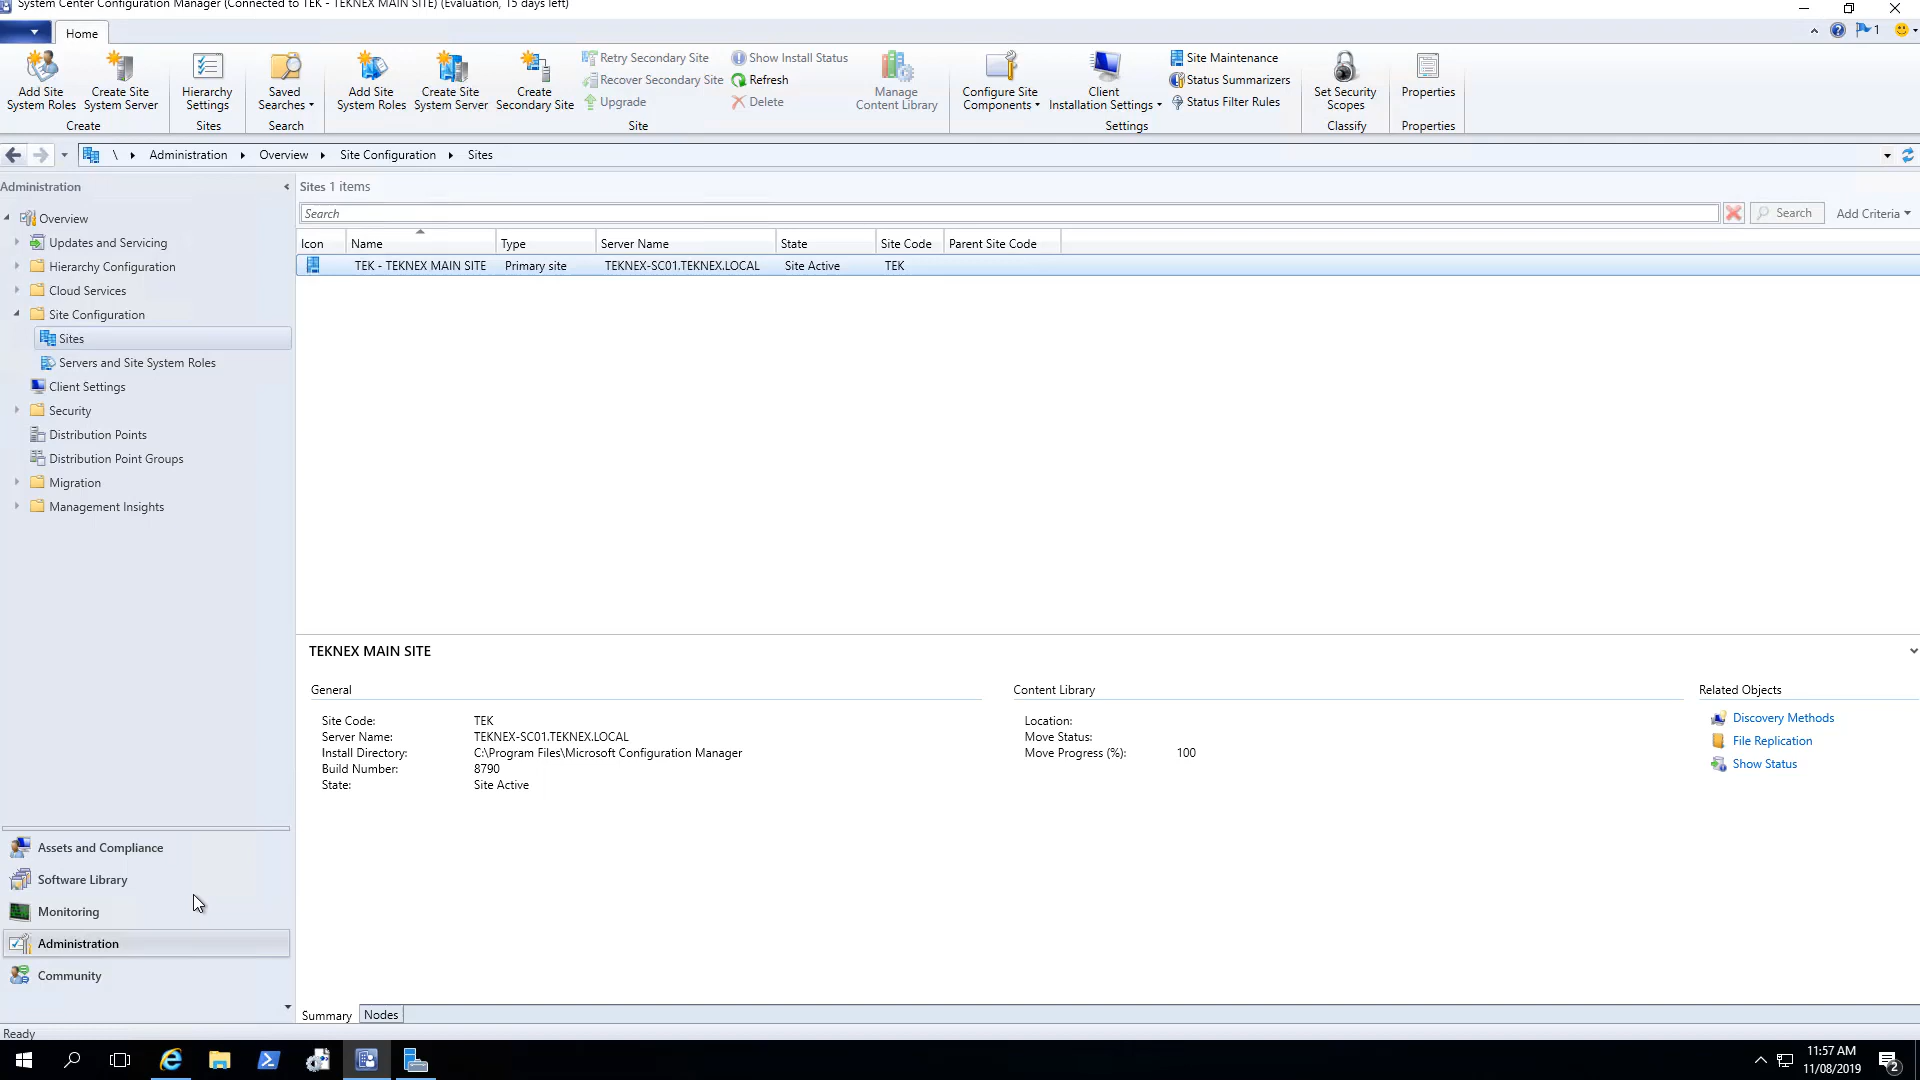 System Center Configuration Manager (Connected to TEK - TEKNEX MAIN SITE) (Evaluation, 15 days left)
Home
1
Add Site System Roles
Create Site System Server
Create
Hierarchy Settings
Sites
Saved Searches
Search
Add Site System Roles
Create Site System Server
Create Secondary Site
Retry Secondary Site
Recover Secondary Site
Upgrade
Show Install Status
Refresh
Delete
Manage Content Library
Site
Configure Site Components
Client Installation Settings
Site Maintenance
Status Summarizers
Status Filter Rules
Settings
Set Security Scopes
Classify
Properties
Properties
\ Administration Overview Site Configuration Sites
Administration
Overview
Updates and Servicing
Hierarchy Configuration
Cloud Services
Site Configuration
Sites
Servers and Site System Roles
Client Settings
Security
Distribution Points
Distribution Point Groups
Migration
Management Insights
Assets and Compliance
Software Library
Monitoring
Administration
Community
Sites 1 items
Search
Search
Add Criteria
Icon Name Type Server Name State Site Code Parent Site Code
TEK - TEKNEX MAIN SITE Primary site TEKNEX-SC01.TEKNEX.LOCAL Site Active TEK
TEKNEX MAIN SITE
General
Site Code: TEK
Server Name: TEKNEX-SC01.TEKNEX.LOCAL
Install Directory: C:\Program Files\Microsoft Configuration Manager
Build Number: 8790
State: Site Active
Content Library
Location:
Move Status:
Move Progress (%): 100
Related Objects
Discovery Methods
File Replication
Show Status
Summary Nodes
Ready
11:57 AM
11/08/2019
2